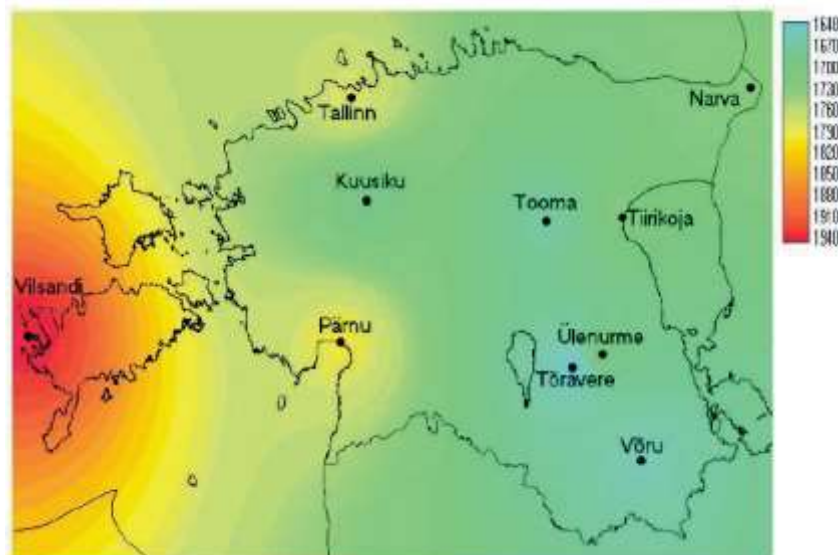 Tallinn
Narva
Kuusiku
Tooma
Tiirikoja
Vilsandi
Pärnu
Ülenurme
Tõravere
Võru
1640
1670
1700
1730
1760
1790
1820
1850
1880
1910
1940